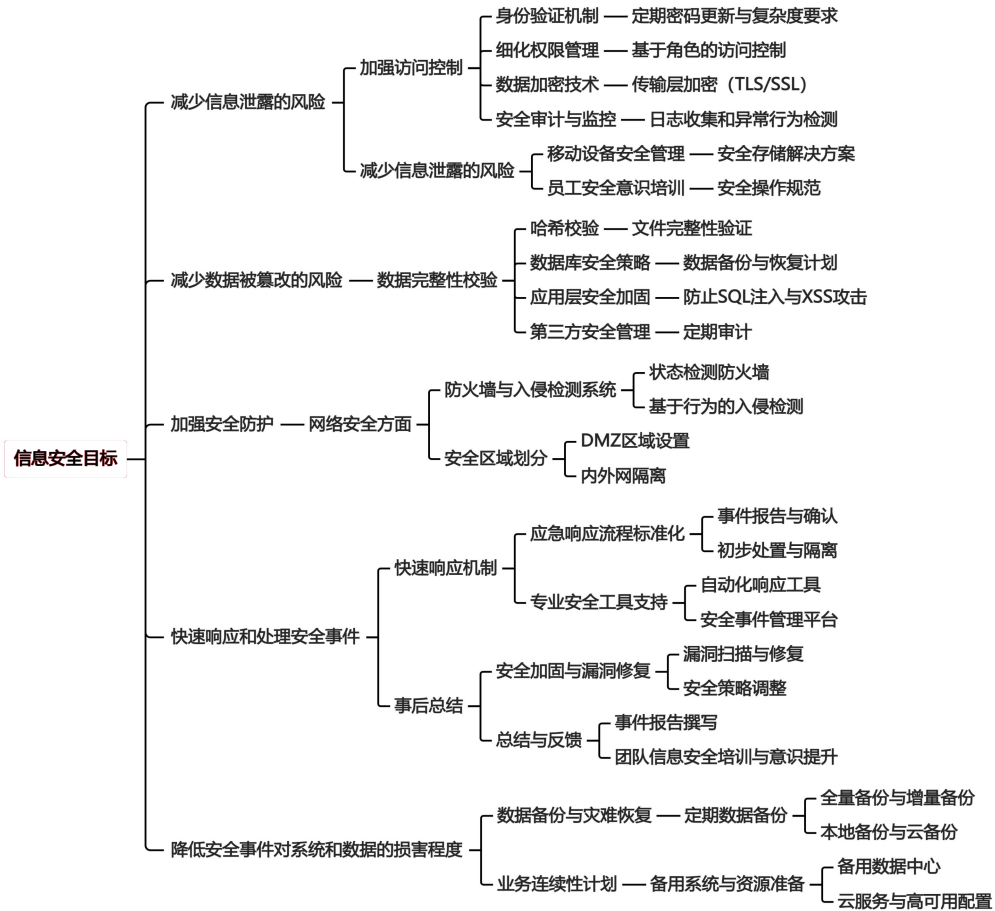 信息安全目标
减少信息泄露的风险
加强访问控制
身份验证机制
定期密码更新与复杂度要求
细化权限管理
基于角色的访问控制
数据加密技术
传输层加密（TLS/SSL）
安全审计与监控
日志收集和异常行为检测
减少信息泄露的风险
移动设备安全管理
安全存储解决方案
员工安全意识培训
安全操作规范
减少数据被篡改的风险
数据完整性校验
哈希校验
文件完整性验证
数据库安全策略
数据备份与恢复计划
应用层安全加固
防止SQL注入与XSS攻击
第三方安全管理
定期审计
加强安全防护
网络安全方面
防火墙与入侵检测系统
状态检测防火墙
基于行为的入侵检测
安全区域划分
DMZ区域设置
内外网隔离
快速响应和处理安全事件
快速响应机制
应急响应流程标准化
事件报告与确认
初步处置与隔离
专业安全工具支持
自动化响应工具
安全事件管理平台
事后总结
安全加固与漏洞修复
漏洞扫描与修复
安全策略调整
总结与反馈
事件报告撰写
团队信息安全培训与意识提升
降低安全事件对系统和数据的损害程度
数据备份与灾难恢复
定期数据备份
全量备份与增量备份
本地备份与云备份
业务连续性计划
备用系统与资源准备
备用数据中心
云服务与高可用配置